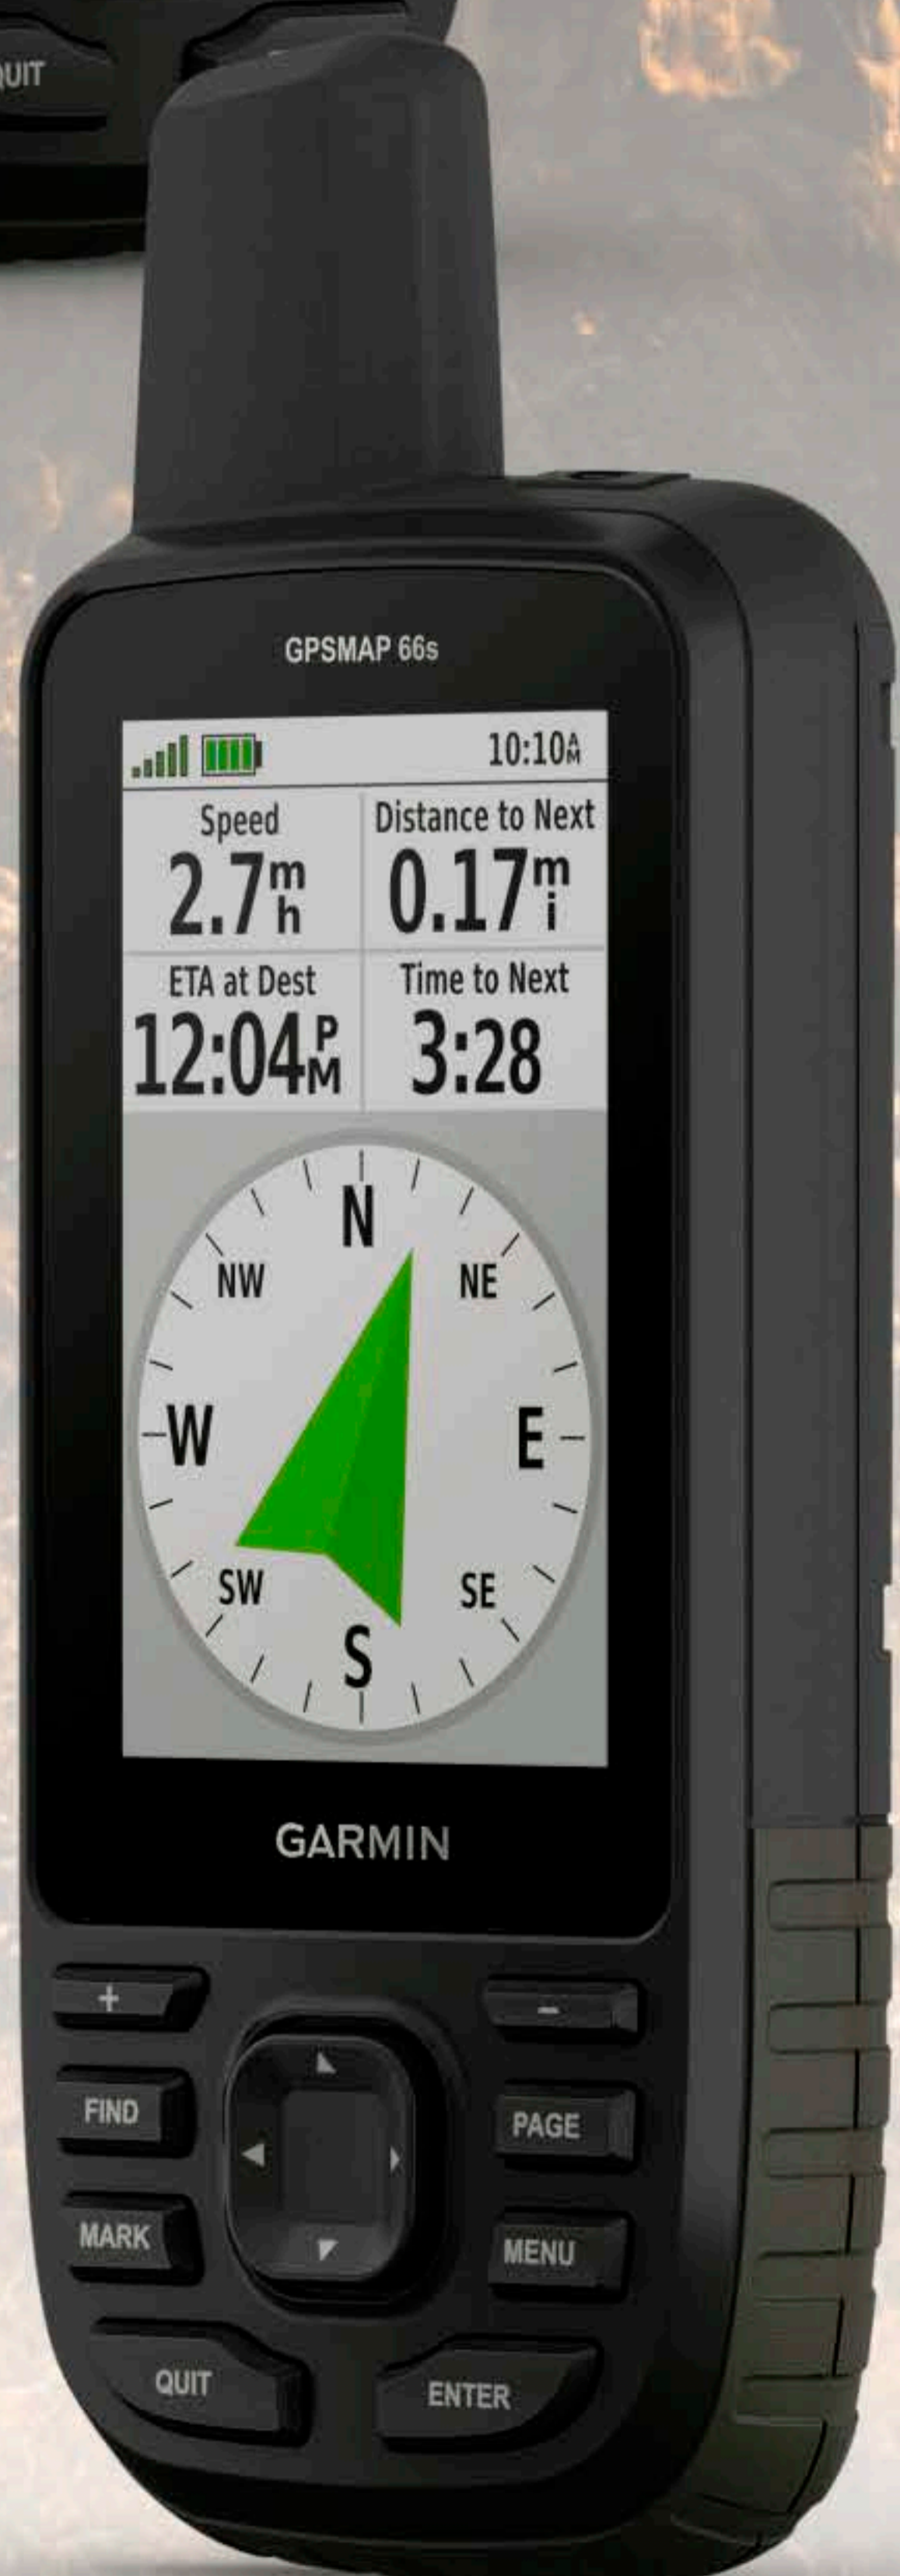 QUIT
GPSMAP 66s
10:10AM
Speed
Distance to Next
2.7mh
0.17mi
ETA at Dest
Time to Next
12:04PM
3:28
N
NW
NE
W
E
SW
SE
S
GARMIN
+ -
FIND
PAGE
MARK
MENU
QUIT
ENTER